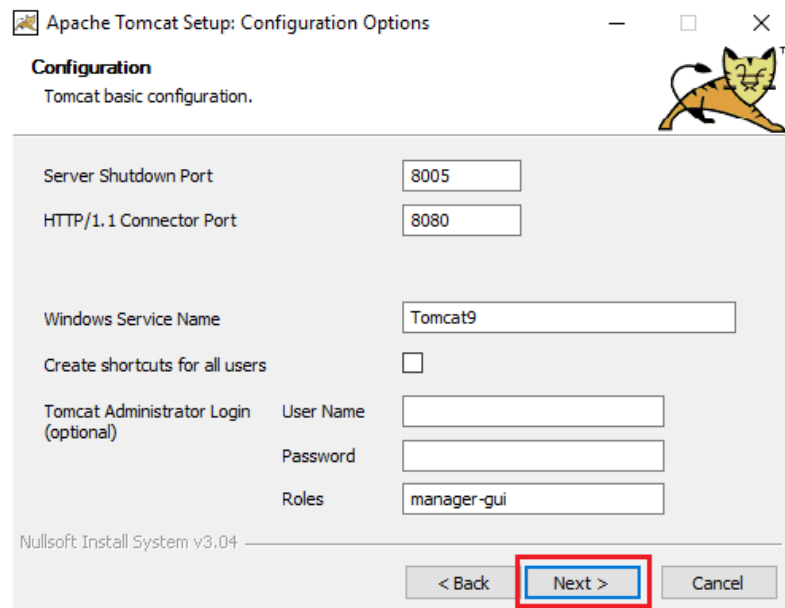 Apache Tomcat Setup: Configuration Options
Configuration
Tomcat basic configuration.
Server Shutdown Port 8005
HTTP/1.1 Connector Port 8080
Windows Service Name Tomcat9
Create shortcuts for all users
Tomcat Administrator Login User Name
(optional)
Password
Roles manager-gui
Nullsoft Install System v3.04
< Back Next > Cancel